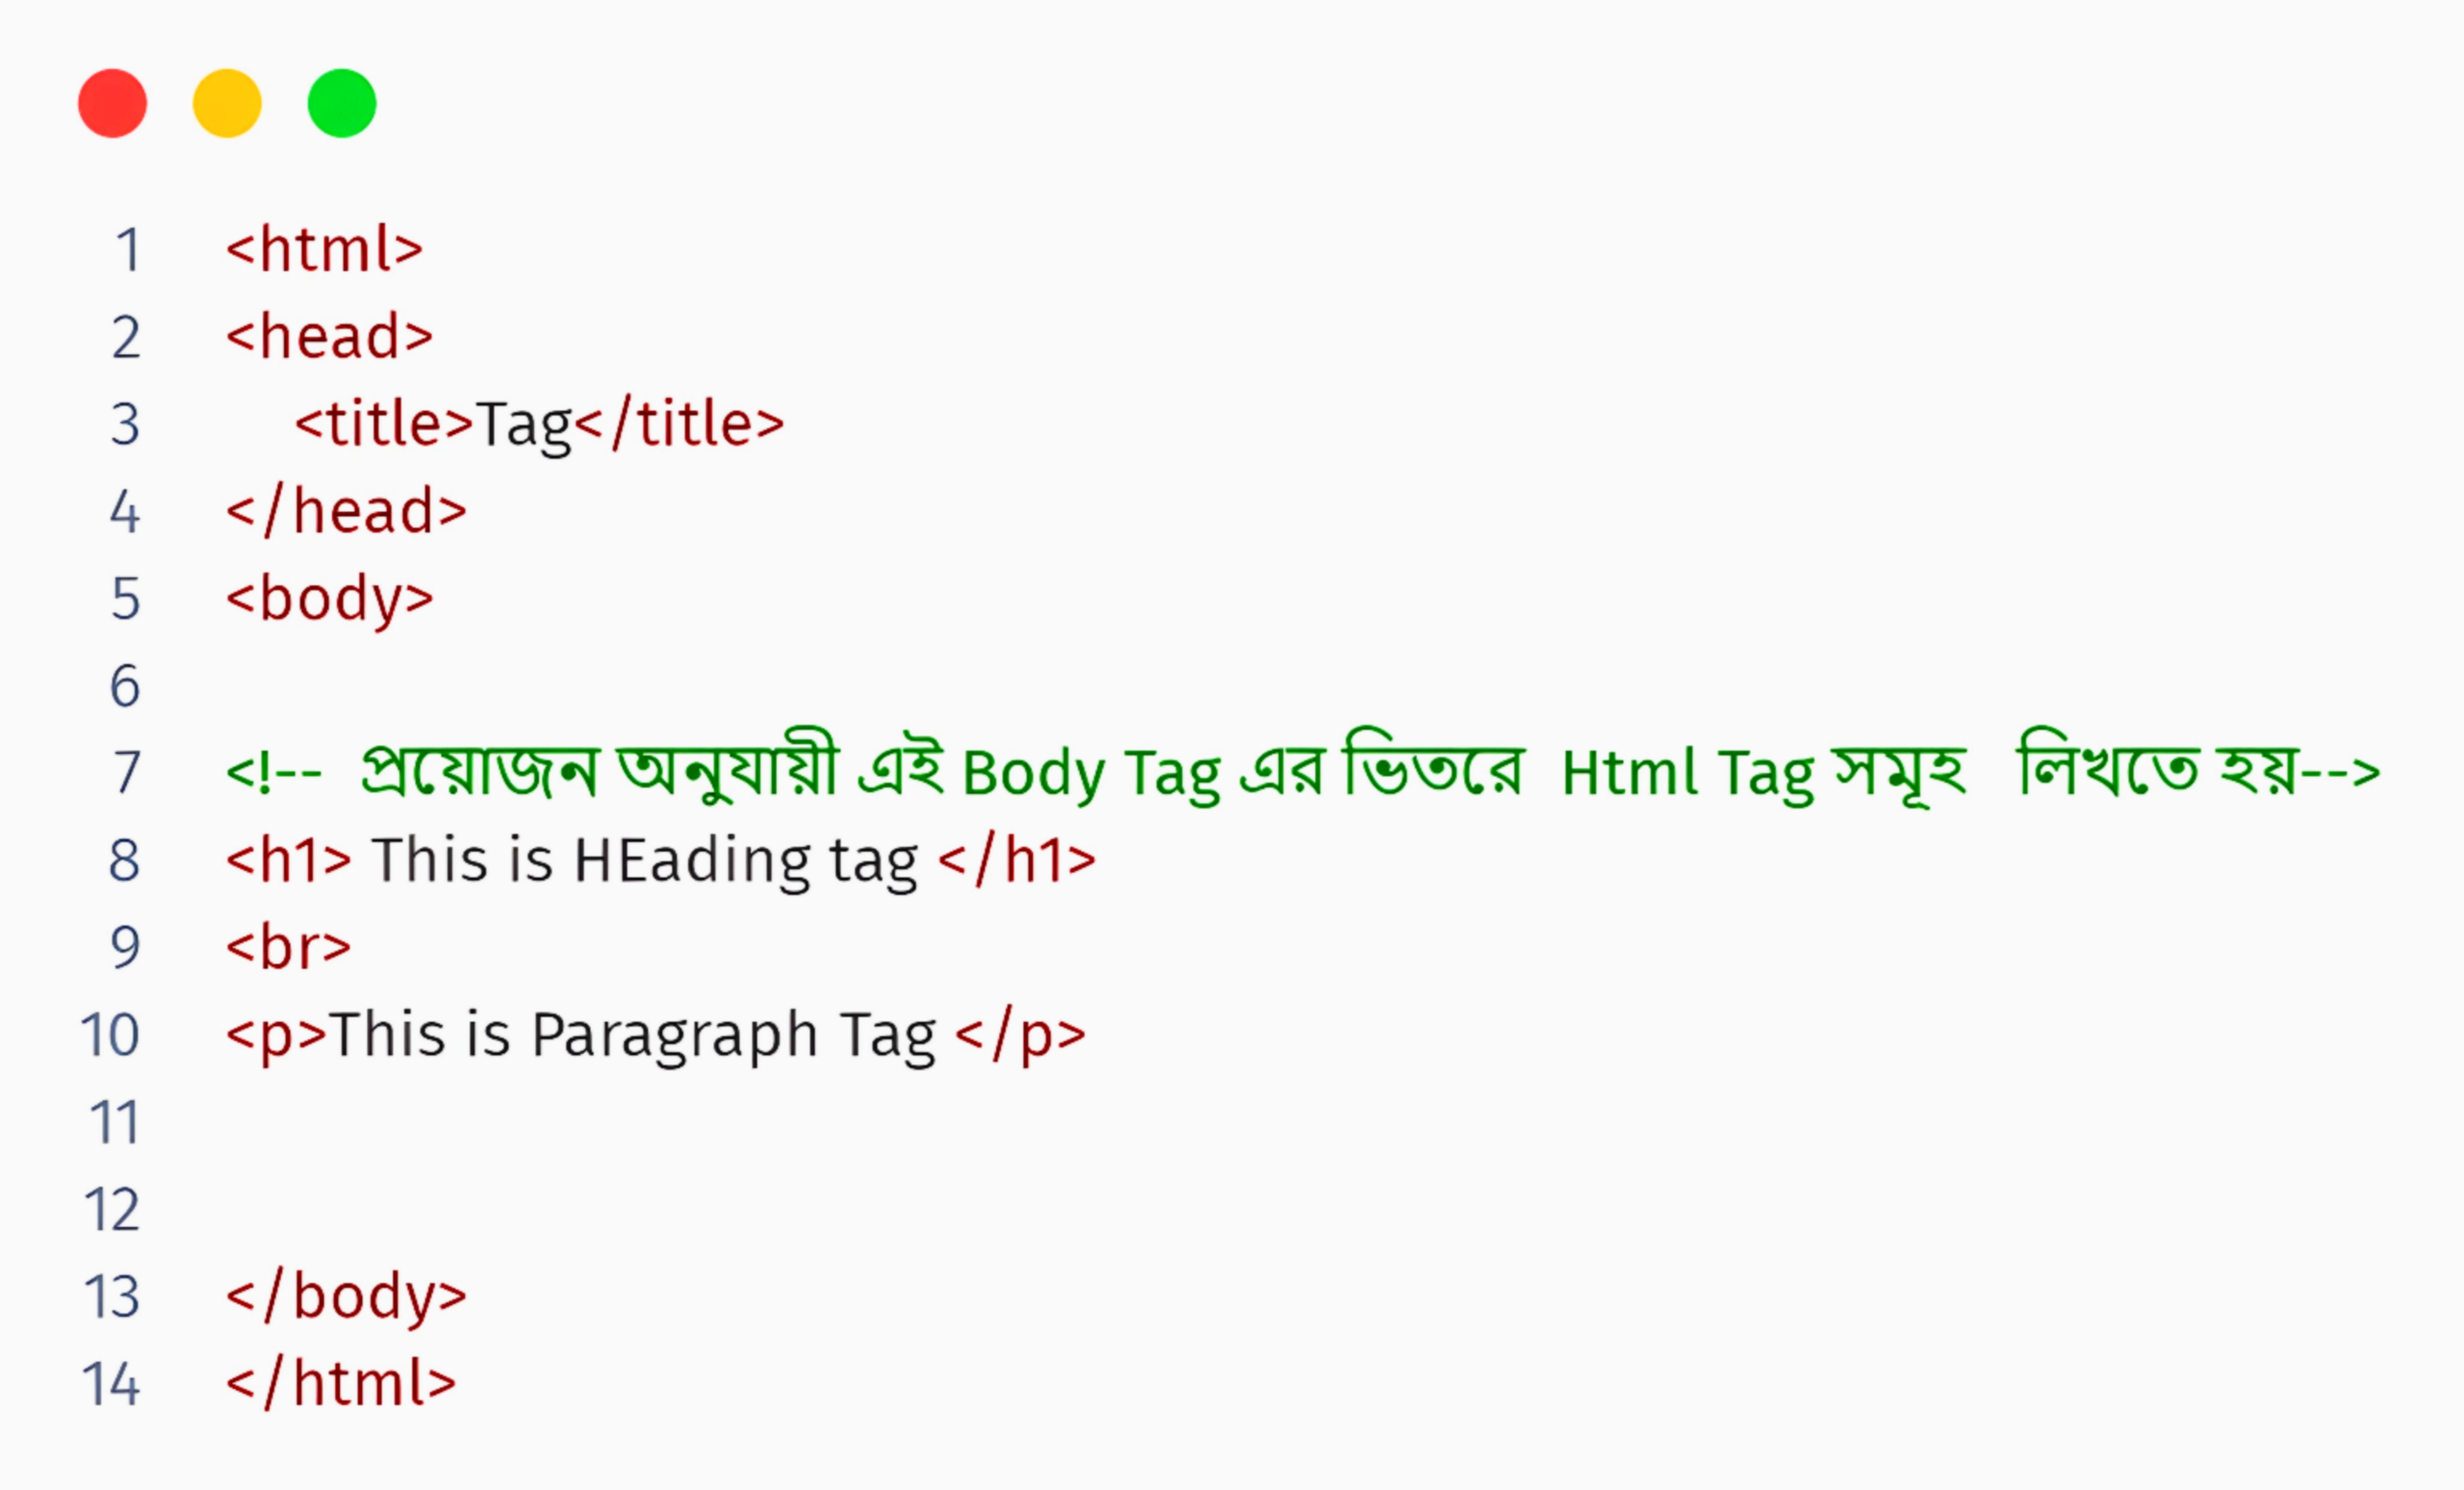 1 <html>
2 <head>
3 <title>Tag</title>
4 </head>
5 <body>
6
7 <!-- প্রয়োজন অনুযায়ী এই Body Tag এর ভিতরে Html Tag সমূহ লিখতে হয়-->
8 <h1> This is HEading tag </h1>
9 <br>
10 <p>This is Paragraph Tag </p>
11
12
13 </body>
14 </html>